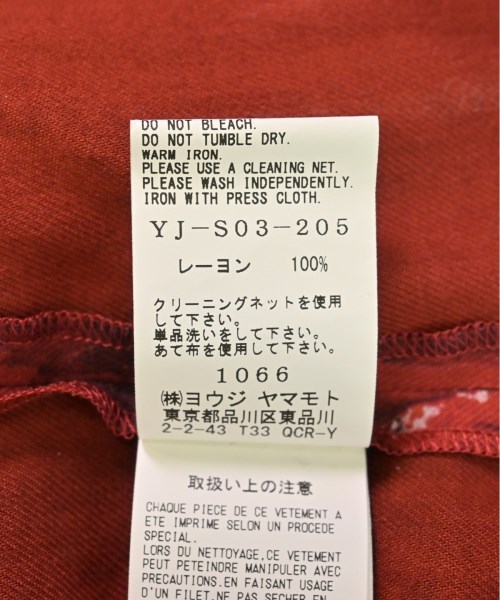 DO NOT BLEACH.
DO NOT TUMBLE DRY.
WARM IRON.
PLEASE USE A CLEANING NET.
PLEASE WASH INDEPENDENTLY.
IRON WITH PRESS CLOTH.
YJ-S03-205
レーヨン 100%
クリーニングネットを使用
して下さい。
単品洗いをして下さい。
あて布を使用して下さい。
1066
㈱ヨウジ ヤマモト
東京都品川区東品川
2-2-43 T33 QCR-Y
取扱い上の注意
CHAQUE PIECE DE CE VETEMENT A
ETE IMPRIME SELON UN PROCEDE
SPECIAL.
LORS DU NETTOYAGE,CE VETEMENT
PEUT PETEINDRE MANIPULER AVEC
PRECAUTIONS.EN FAISANT USAGE
D'UN FILET,NE PAS SECHER EN